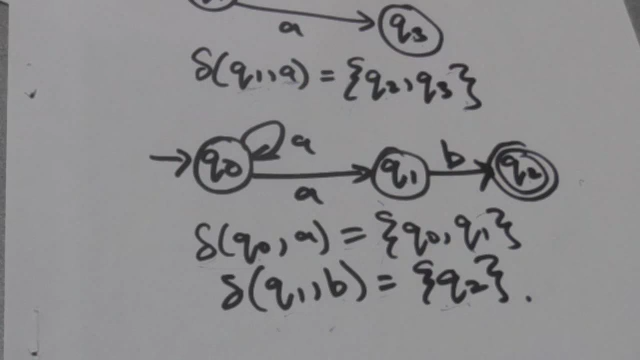 a q3
δ(q1, a) = {q2, q3}
a
q0 q1 b q2
a
δ(q0, a) = {q0, q1}
δ(q1, b) = {q2}.